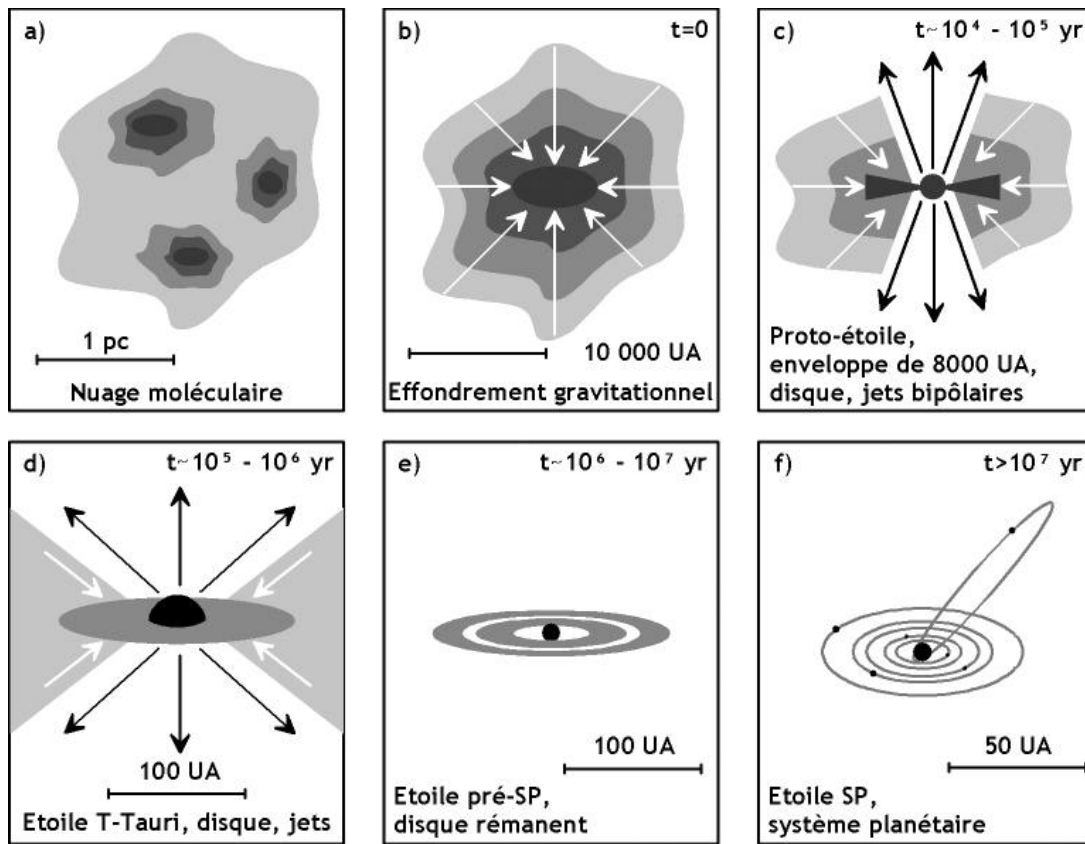 a)
1 pc
Nuage moléculaire
b)
t=0
10 000 UA
Effondrement gravitationnel
c)
t~10⁴ - 10⁵ yr
Proto-étoile,
enveloppe de 8000 UA,
disque, jets bipôlaires
d)
t~10⁵ - 10⁶ yr
100 UA
Etoile T-Tauri, disque, jets
e)
t~10⁶ - 10⁷ yr
100 UA
Etoile pré-SP,
disque rémanent
f)
t>10⁷ yr
50 UA
Etoile SP,
système planétaire